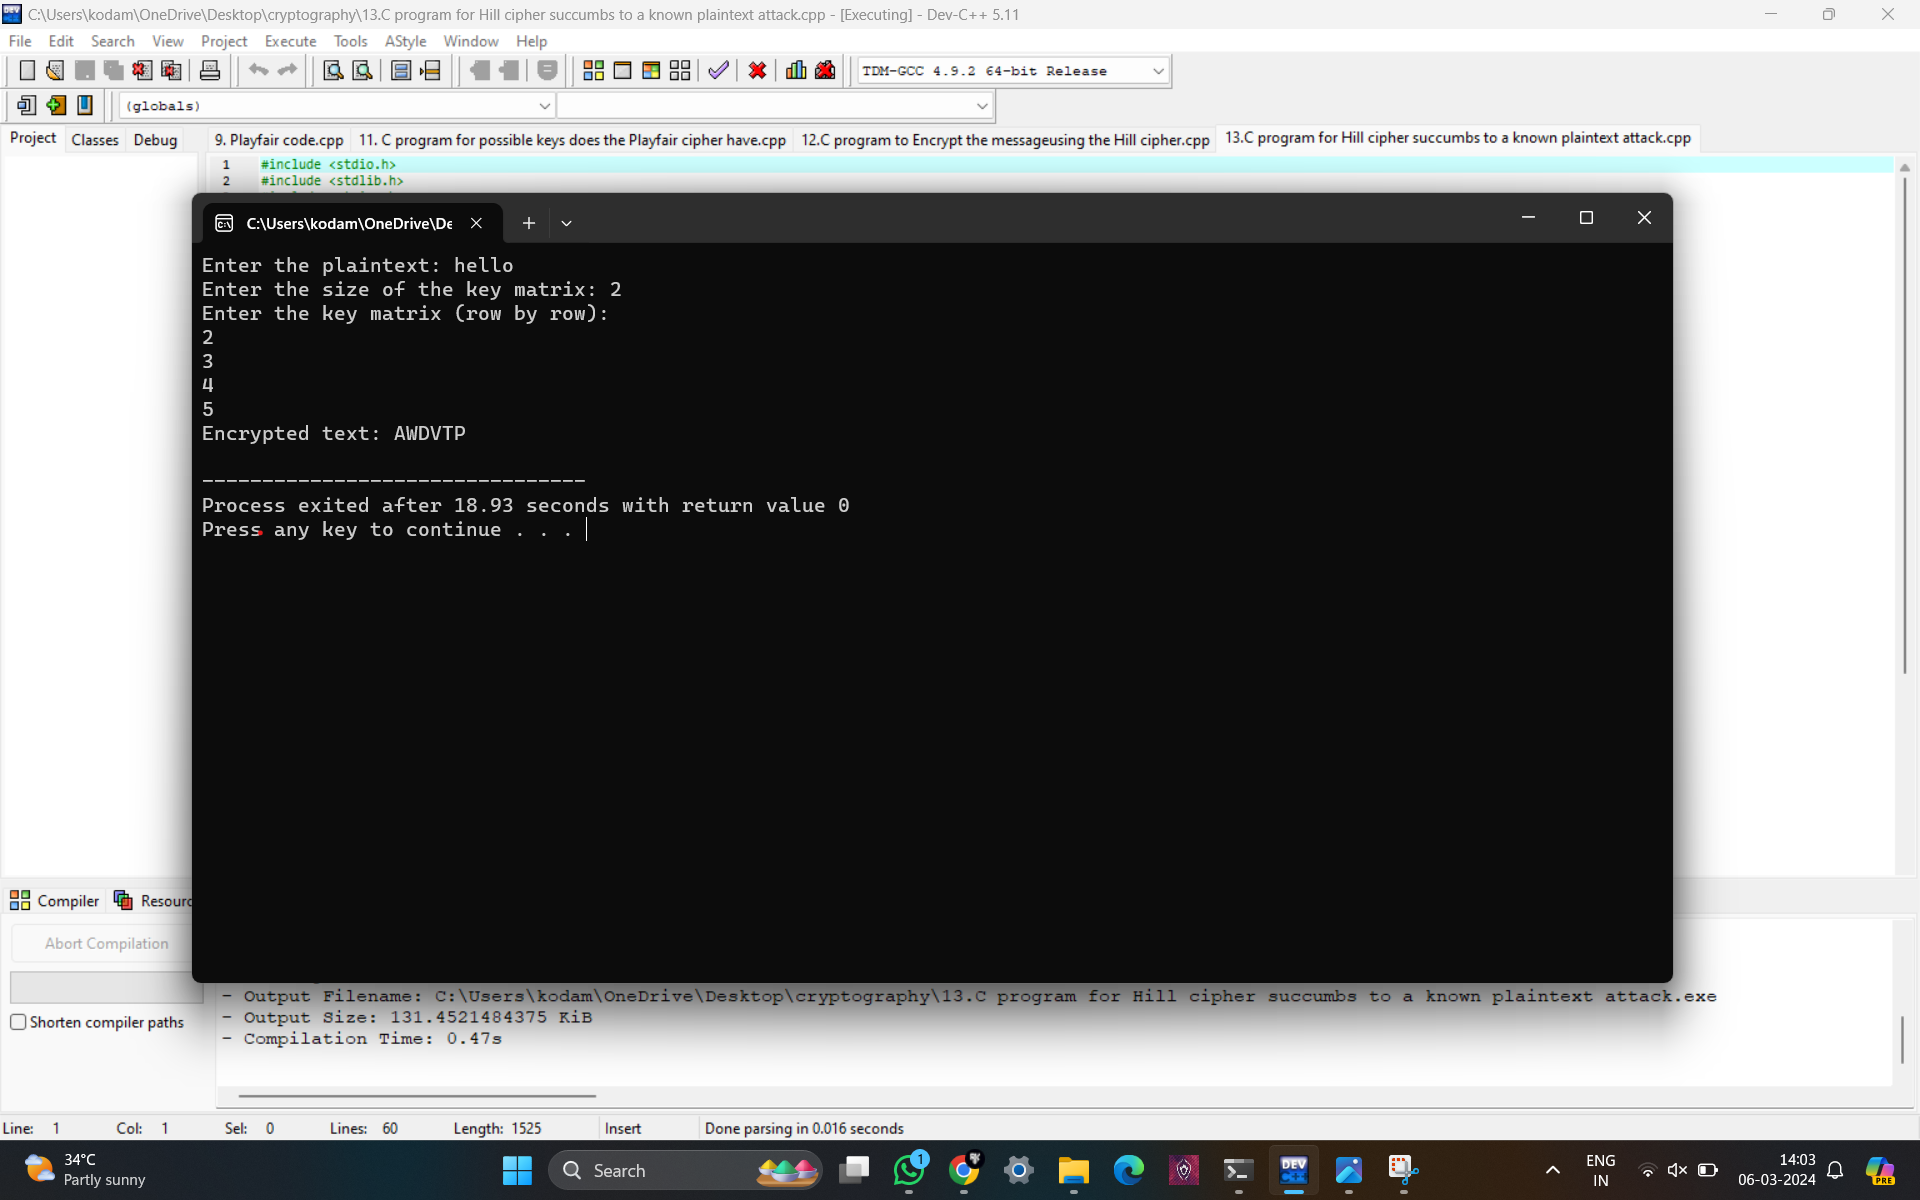 C:\Users\kodam\OneDrive\Desktop\cryptography\13.C program for Hill cipher succumbs to a known plaintext attack.cpp - [Executing] - Dev-C++ 5.11
File Edit Search View Project Execute Tools AStyle Window Help
TDM-GCC 4.9.2 64-bit Release
(globals)
Project Classes Debug
9. Playfair code.cpp 11. C program for possible keys does the Playfair cipher have.cpp 12.C program to Encrypt the messageusing the Hill cipher.cpp 13.C program for Hill cipher succumbs to a known plaintext attack.cpp
1 #include <stdio.h>
2 #include <stdlib.h>
C:\Users\kodam\OneDrive\De
Enter the plaintext: hello
Enter the size of the key matrix: 2
Enter the key matrix (row by row):
2
3
4
5
Encrypted text: AWDVTP
--------------------------------
Process exited after 18.93 seconds with return value 0
Press any key to continue . . .
Compiler Resourc
Abort Compilation
Shorten compiler paths
- Output Filename: C:\Users\kodam\OneDrive\Desktop\cryptography\13.C program for Hill cipher succumbs to a known plaintext attack.exe
- Output Size: 131.4521484375 KiB
- Compilation Time: 0.47s
Line: 1 Col: 1 Sel: 0 Lines: 60 Length: 1525 Insert Done parsing in 0.016 seconds
34°C
Partly sunny
Search
1
DEV
C++
ENG
IN
14:03
06-03-2024
PRE